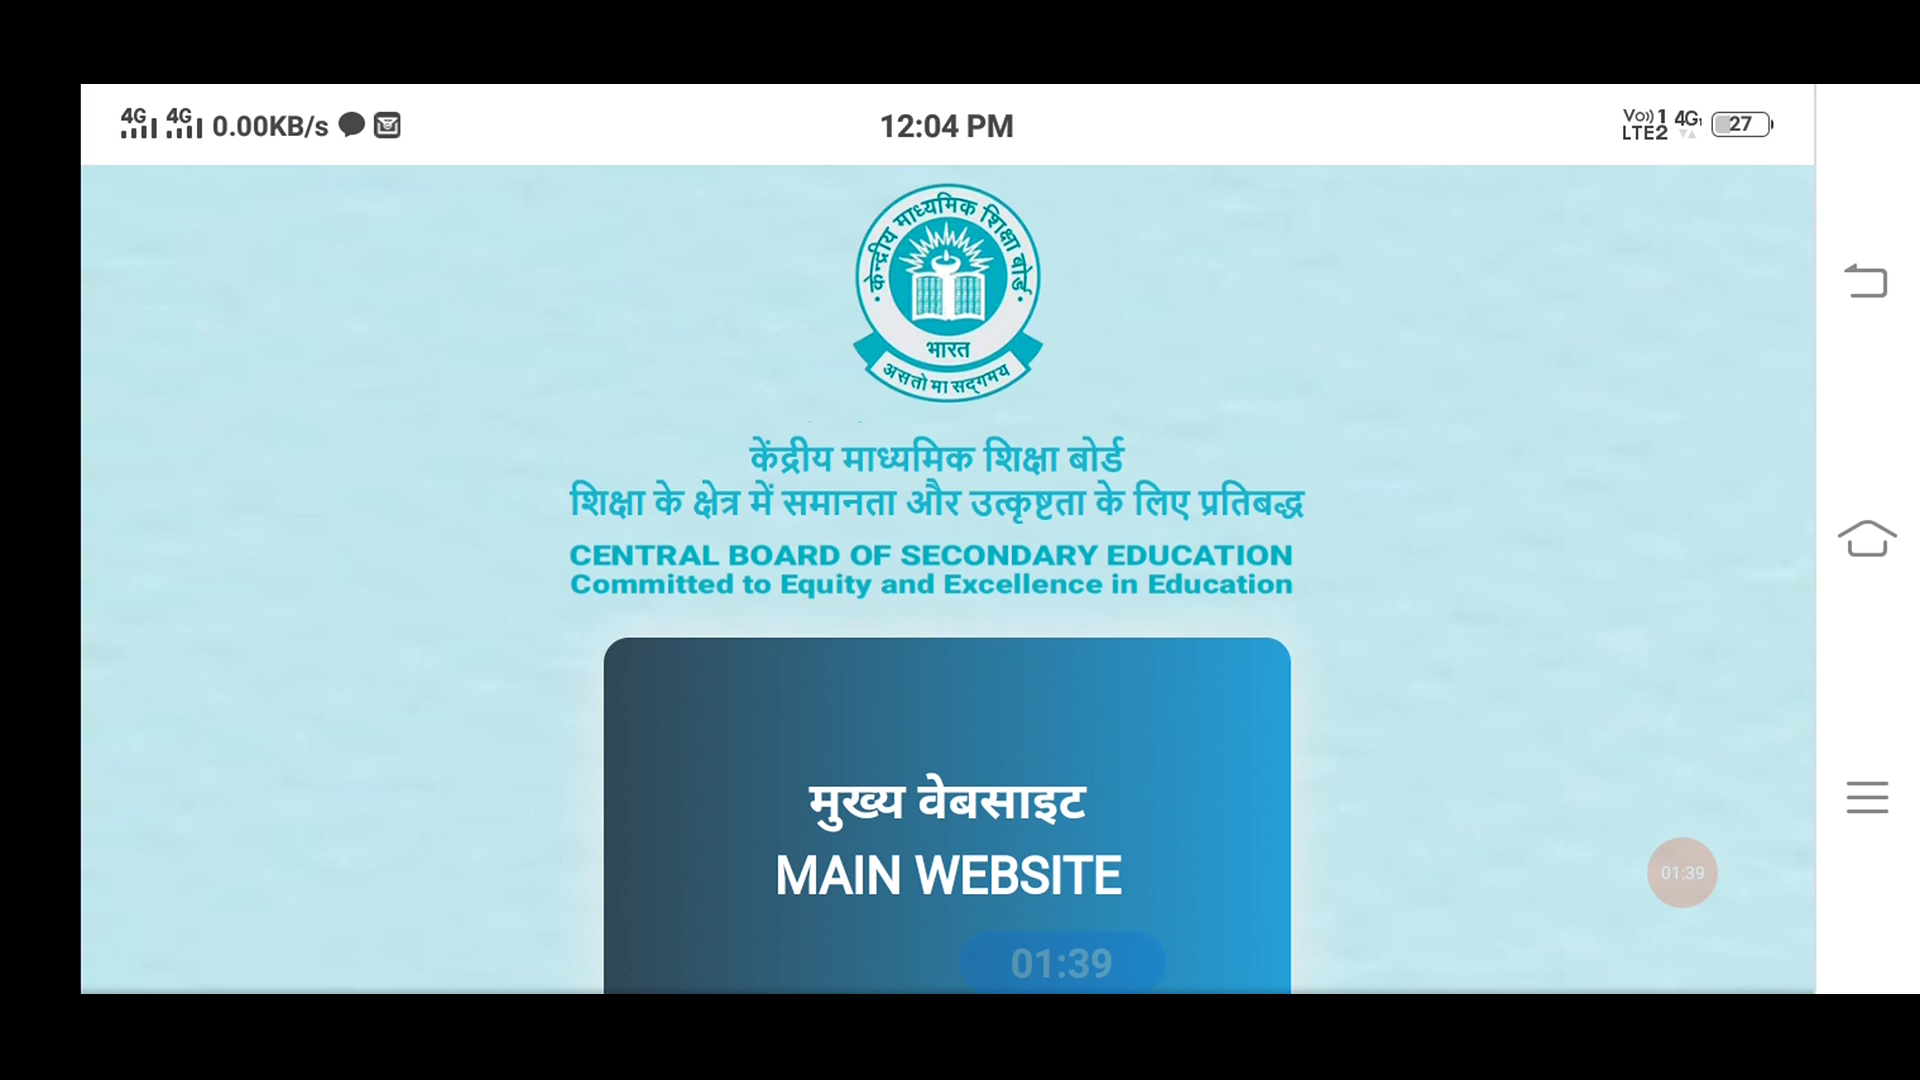 4G 4G 0.00KB/s
12:04 PM
Vo)) 1 4G1
LTE2
27
केन्द्रीय माध्यमिक शिक्षा बोर्ड
भारत
असतो मा सद्गमय
केंद्रीय माध्यमिक शिक्षा बोर्ड
शिक्षा के क्षेत्र में समानता और उत्कृष्टता के लिए प्रतिबद्ध
CENTRAL BOARD OF SECONDARY EDUCATION
Committed to Equity and Excellence in Education
मुख्य वेबसाइट
MAIN WEBSITE
01:39
01:39